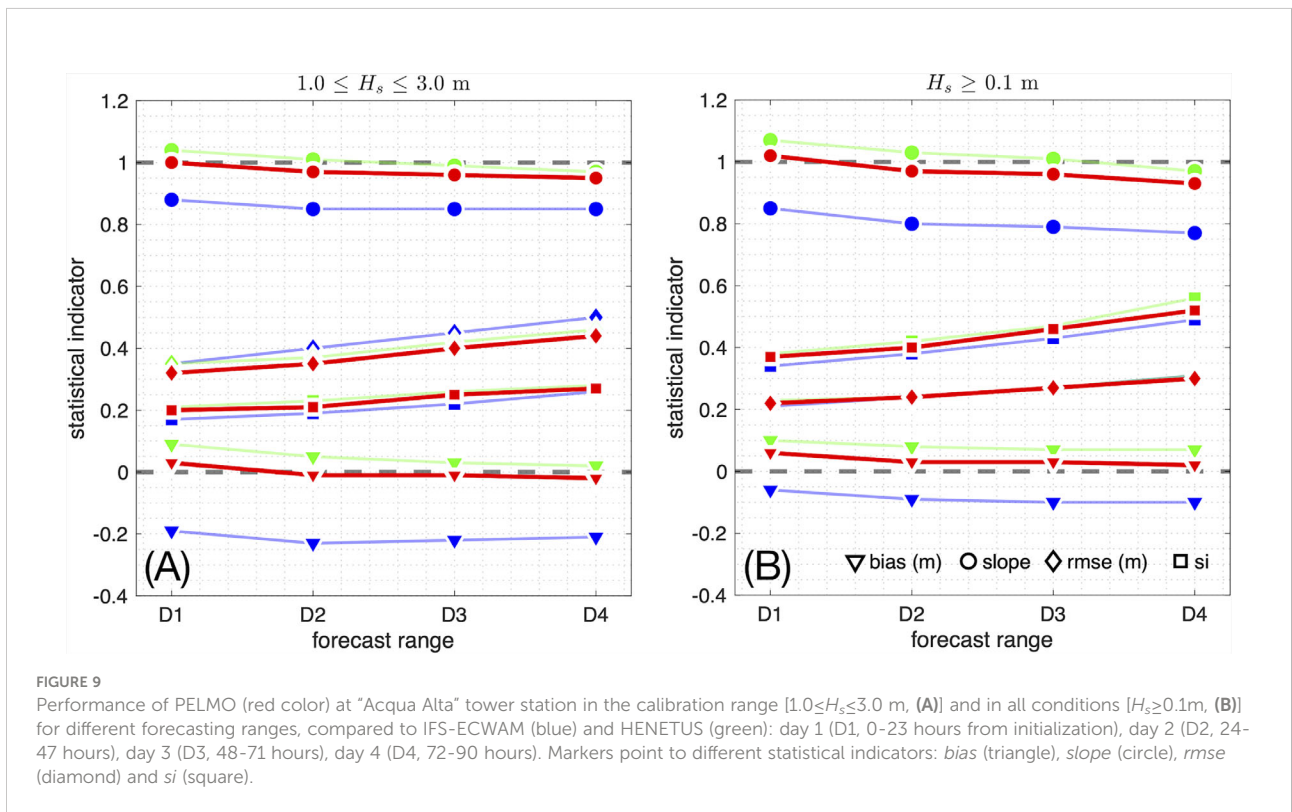 1.0 ≤ Hs ≤ 3.0 m
1.2
1
0.8
0.6
0.4
0.2
0
-0.2
-0.4
statistical indicator
(A)
D1 D2 D3 D4
forecast range
Hs ≥ 0.1 m
1.2
1
0.8
0.6
0.4
0.2
0
-0.2
-0.4
statistical indicator
(B)
bias (m) slope rmse (m) si
D1 D2 D3 D4
forecast range
FIGURE 9
Performance of PELMO (red color) at “Acqua Alta” tower station in the calibration range [1.0≤Hs≤3.0 m, (A)] and in all conditions [Hs≥0.1m, (B)]
for different forecasting ranges, compared to IFS-ECWAM (blue) and HENETUS (green): day 1 (D1, 0-23 hours from initialization), day 2 (D2, 24-
47 hours), day 3 (D3, 48-71 hours), day 4 (D4, 72-90 hours). Markers point to different statistical indicators: bias (triangle), slope (circle), rmse
(diamond) and si (square).